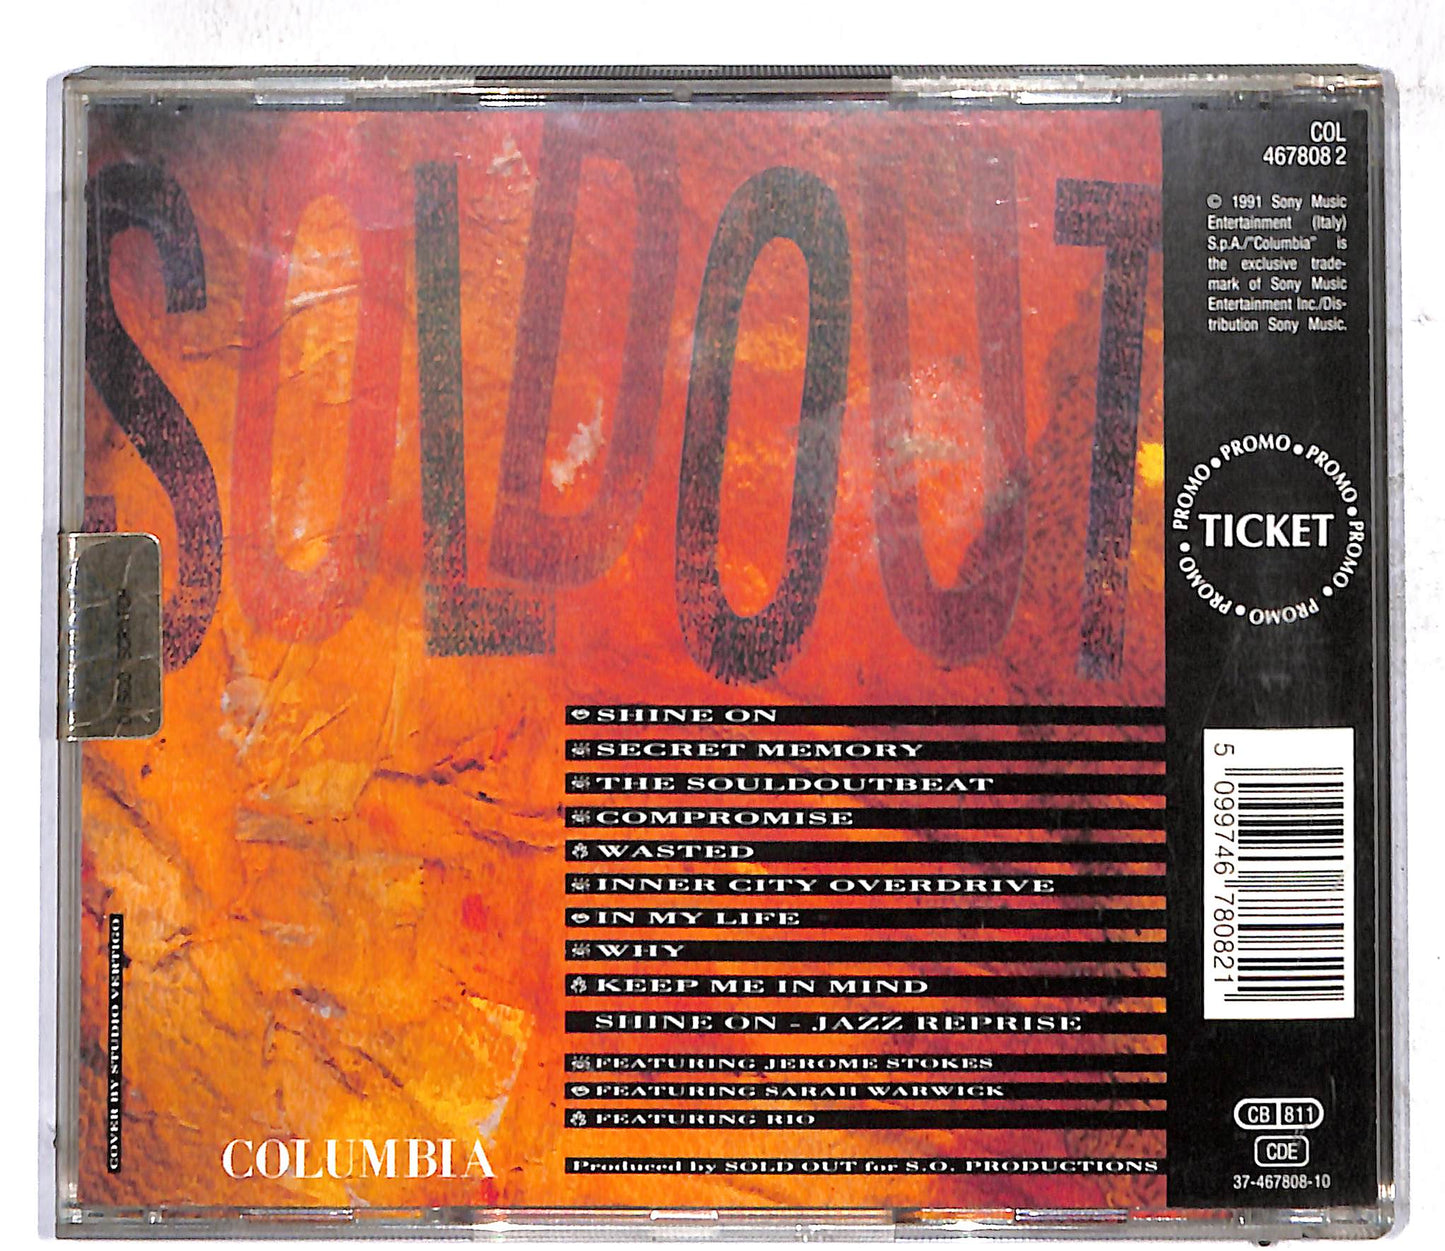 SOULDOUT
COL
467808 2
© 1991 Sony Music
Entertainment (Italy)
S.p.A./"Columbia" is
the exclusive trade-
mark of Sony Music
Entertainment Inc./Dis-
tribution Sony Music.
PROMO • PROMO • PROMO • PROMO • PROMO • PROMO •
TICKET
SHINE ON
SECRET MEMORY
THE SOULDOUTBEAT
COMPROMISE
WASTED
INNER CITY OVERDRIVE
IN MY LIFE
WHY
KEEP ME IN MIND
SHINE ON - JAZZ REPRISE
FEATURING JEROME STOKES
FEATURING SARAH WARWICK
FEATURING RIO
Produced by SOLD OUT for S.O. PRODUCTIONS
COVER BY STUDIO VERTIGO
COLUMBIA
5 099746 780821
CB 811
CDE
37-467808-10